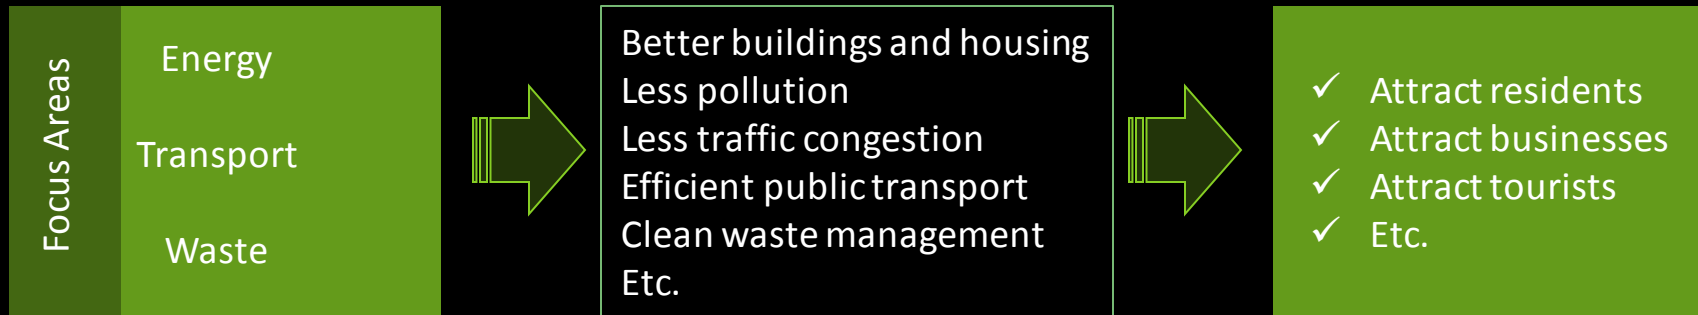 Focus Areas
Energy
Transport
Waste
Better buildings and housing
Less pollution
Less traffic congestion
Efficient public transport
Clean waste management
Etc.
✓ Attract residents
✓ Attract businesses
✓ Attract tourists
✓ Etc.